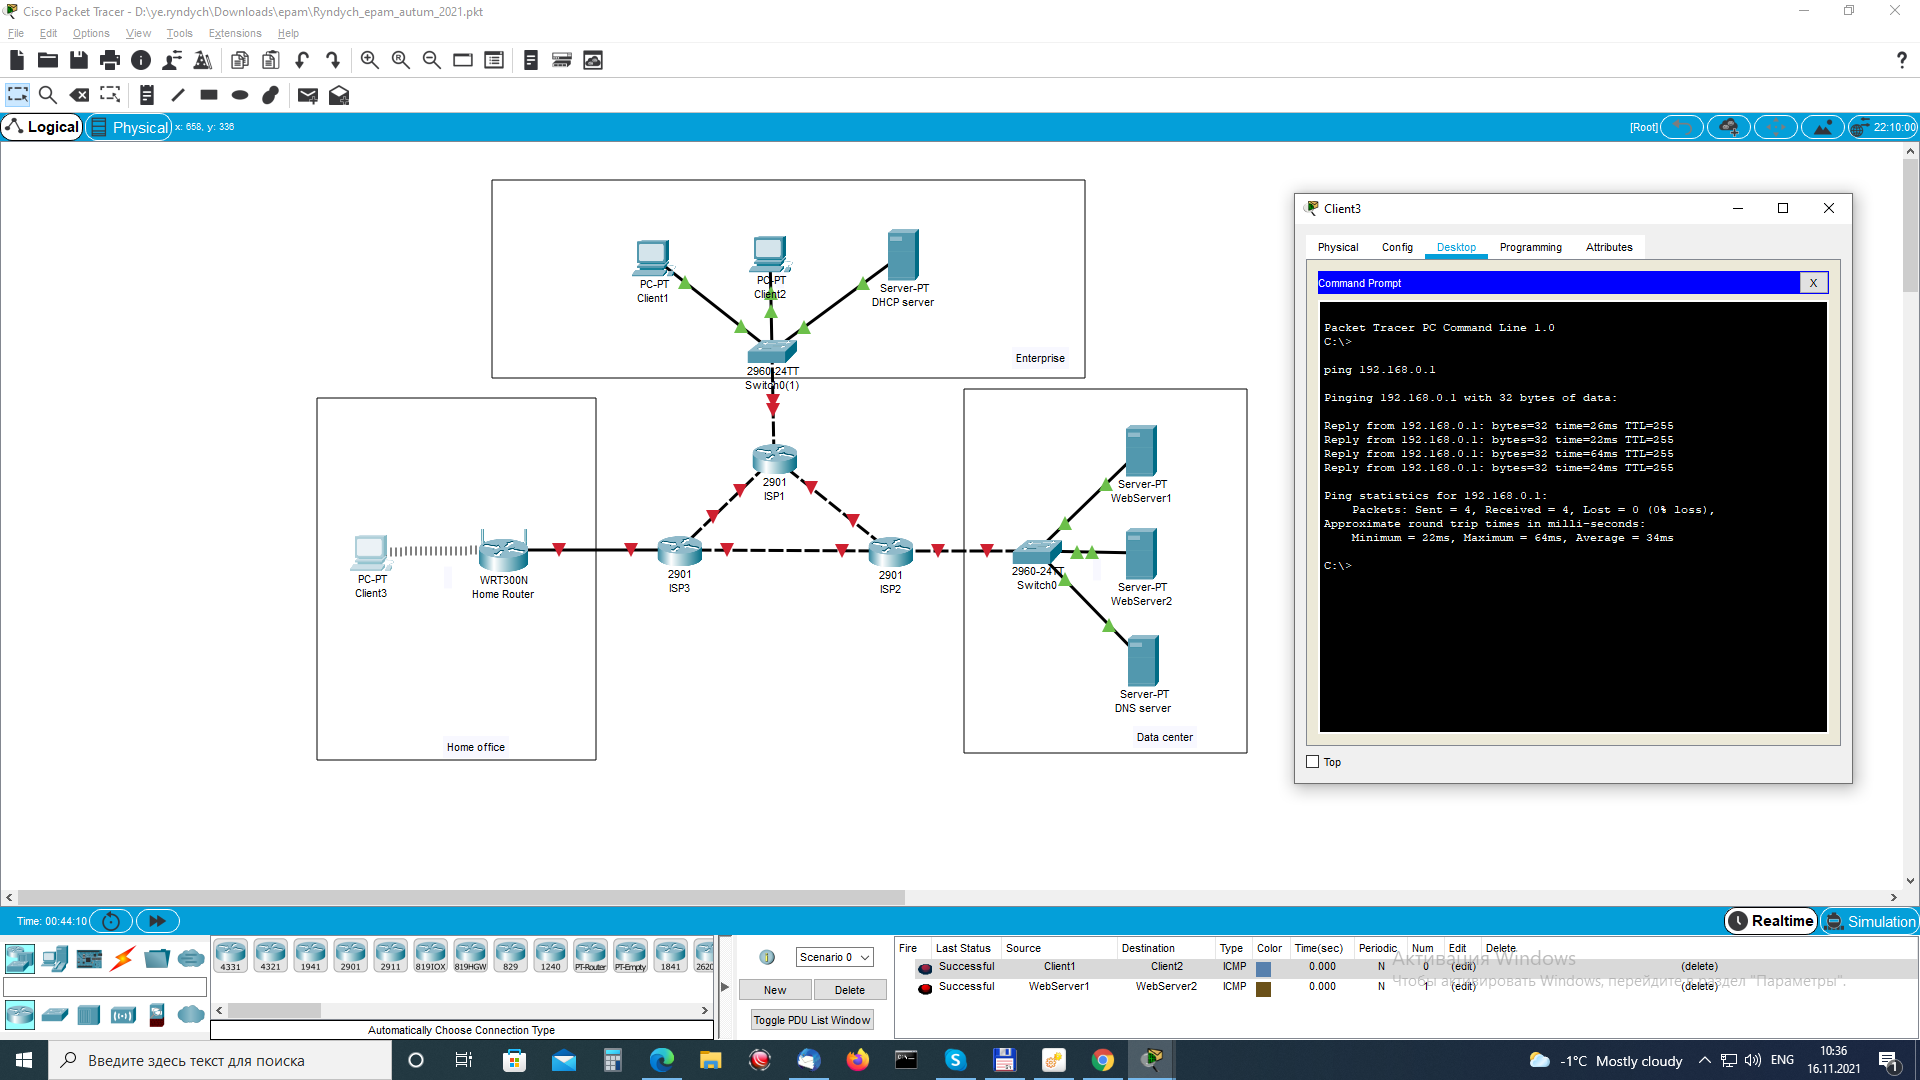 Cisco Packet Tracer - D:\ye.ryndych\Downloads\epam\Ryndych_epam_autum_2021.pkt
File Edit Options View Tools Extensions Help
Logical Physical x: 658, y: 336 [Root] 22:10:00
PC-PT
Client1
PC-PT
Client2
Server-PT
DHCP server
2960-24TT
Switch0(1)
Enterprise
2901
ISP1
PC-PT
Client3
WRT300N
Home Router
2901
ISP3
2901
ISP2
2960-24TT
Switch0
Server-PT
WebServer1
Server-PT
WebServer2
Server-PT
DNS server
Home office
Data center
Client3
Physical Config Desktop Programming Attributes
Command Prompt X
Packet Tracer PC Command Line 1.0
C:\>
ping 192.168.0.1
Pinging 192.168.0.1 with 32 bytes of data:
Reply from 192.168.0.1: bytes=32 time=26ms TTL=255
Reply from 192.168.0.1: bytes=32 time=22ms TTL=255
Reply from 192.168.0.1: bytes=32 time=64ms TTL=255
Reply from 192.168.0.1: bytes=32 time=24ms TTL=255
Ping statistics for 192.168.0.1:
Packets: Sent = 4, Received = 4, Lost = 0 (0% loss),
Approximate round trip times in milli-seconds:
Minimum = 22ms, Maximum = 64ms, Average = 34ms
C:\>
Top
Time: 00:44:10 Realtime Simulation
4331 4321 1941 2901 2911 819IOX 819HGW 829 1240 PT-Router PT-Empty 1841 2620
Automatically Choose Connection Type
Scenario 0
New Delete
Toggle PDU List Window
Fire Last Status Source Destination Type Color Time(sec) Periodic Num Edit Delete
Successful Client1 Client2 ICMP 0.000 N 0 (edit) (delete)
Successful WebServer1 WebServer2 ICMP 0.000 N 1 (edit) (delete)
Активация Windows
Чтобы активировать Windows, перейдите в раздел "Параметры".
Введите здесь текст для поиска
-1°C Mostly cloudy ENG
10:36
16.11.2021
1